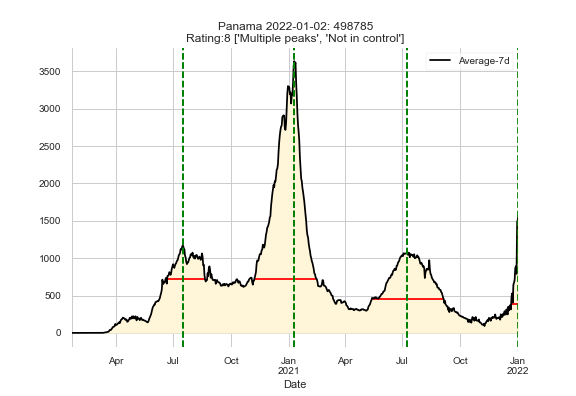 Panama 2022-01-02: 498785
Rating:8 ['Multiple peaks', 'Not in control']
Average-7d
3500
3000
2500
2000
1500
1000
500
0
Apr Jul Oct Jan Apr Jul Oct Jan
2021 2022
Date